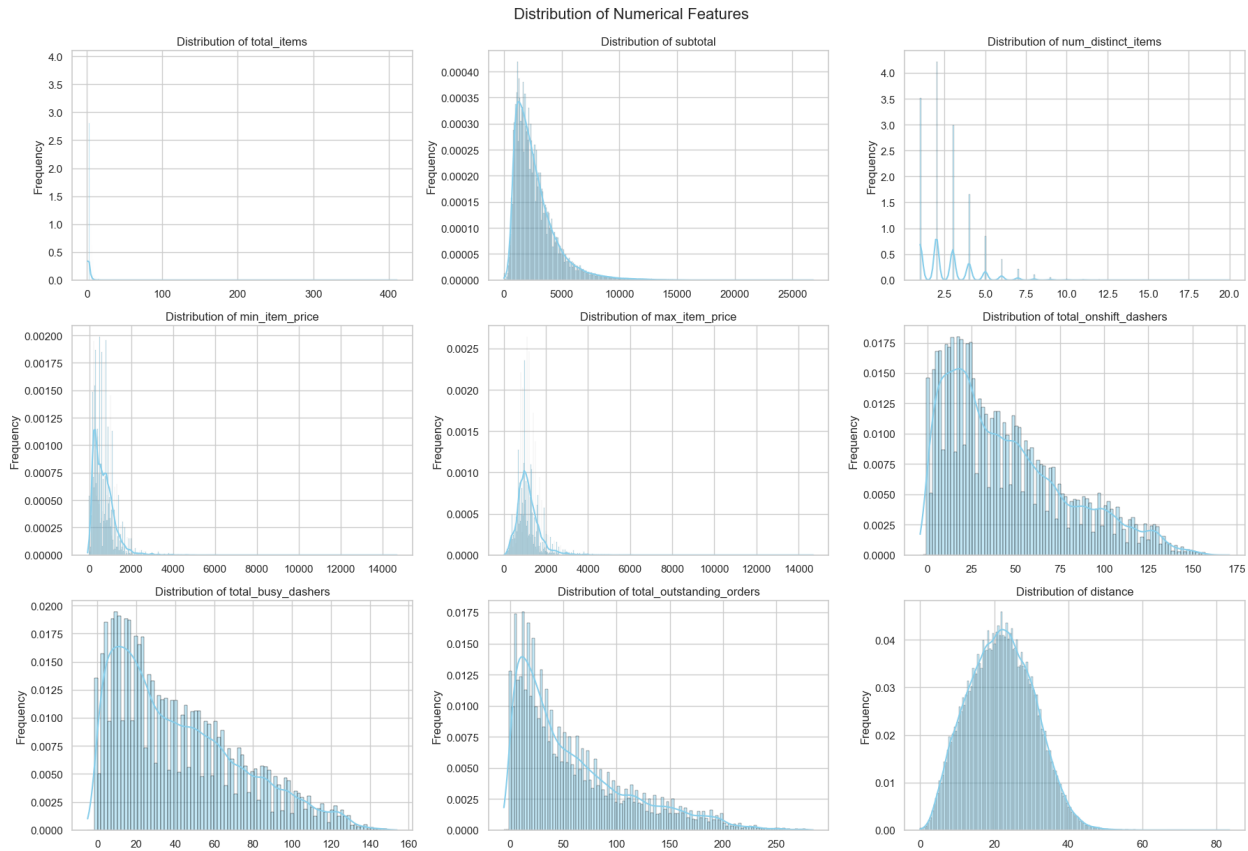 Distribution of Numerical Features
Distribution of total_items
Frequency
4.0
3.5
3.0
2.5
2.0
1.5
1.0
0.5
0.0
0 100 200 300 400
Distribution of subtotal
Frequency
0.00040
0.00035
0.00030
0.00025
0.00020
0.00015
0.00010
0.00005
0.00000
0 5000 10000 15000 20000 25000
Distribution of num_distinct_items
Frequency
4.0
3.5
3.0
2.5
2.0
1.5
1.0
0.5
0.0
2.5 5.0 7.5 10.0 12.5 15.0 17.5 20.0
Distribution of min_item_price
Frequency
0.00200
0.00175
0.00150
0.00125
0.00100
0.00075
0.00050
0.00025
0.00000
0 2000 4000 6000 8000 10000 12000 14000
Distribution of max_item_price
Frequency
0.0025
0.0020
0.0015
0.0010
0.0005
0.0000
0 2000 4000 6000 8000 10000 12000 14000
Distribution of total_onshift_dashers
Frequency
0.0175
0.0150
0.0125
0.0100
0.0075
0.0050
0.0025
0.0000
0 25 50 75 100 125 150 175
Distribution of total_busy_dashers
Frequency
0.0200
0.0175
0.0150
0.0125
0.0100
0.0075
0.0050
0.0025
0.0000
0 20 40 60 80 100 120 140 160
Distribution of total_outstanding_orders
Frequency
0.0175
0.0150
0.0125
0.0100
0.0075
0.0050
0.0025
0.0000
0 50 100 150 200 250
Distribution of distance
Frequency
0.04
0.03
0.02
0.01
0.00
0 20 40 60 80